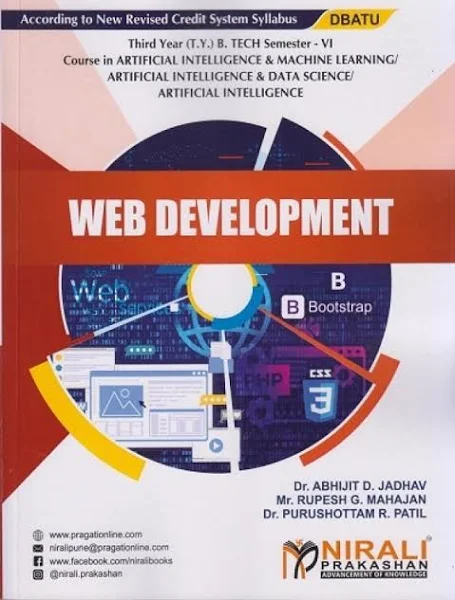 According to New Revised Credit System Syllabus DBATU
Third Year (T.Y.) B. TECH Semester - VI
Course in ARTIFICIAL INTELLIGENCE & MACHINE LEARNING/
ARTIFICIAL INTELLIGENCE & DATA SCIENCE/
ARTIFICIAL INTELLIGENCE
WEB DEVELOPMENT
SOAP
Web
Service
B
B Bootstrap
PHP
CSS
3
Dr. ABHIJIT D. JADHAV
Mr. RUPESH G. MAHAJAN
Dr. PURUSHOTTAM R. PATIL
www.pragationline.com
niralipune@pragationline.com
www.facebook.com/niralibooks
@nirali.prakashan
NIRALI®
PRAKASHAN
ADVANCEMENT OF KNOWLEDGE